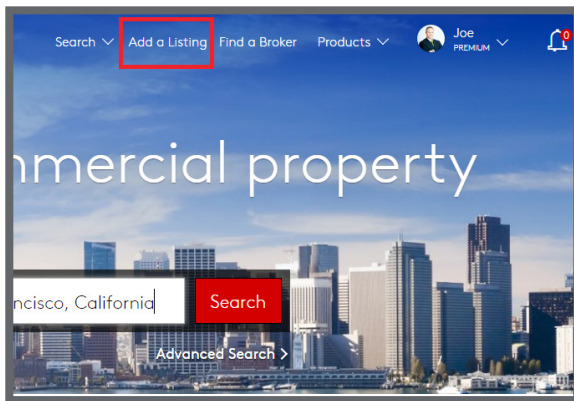 Search Add a Listing Find a Broker Products Joe
PREMIUM
0
mmercial property
ncisco, California Search
Advanced Search >